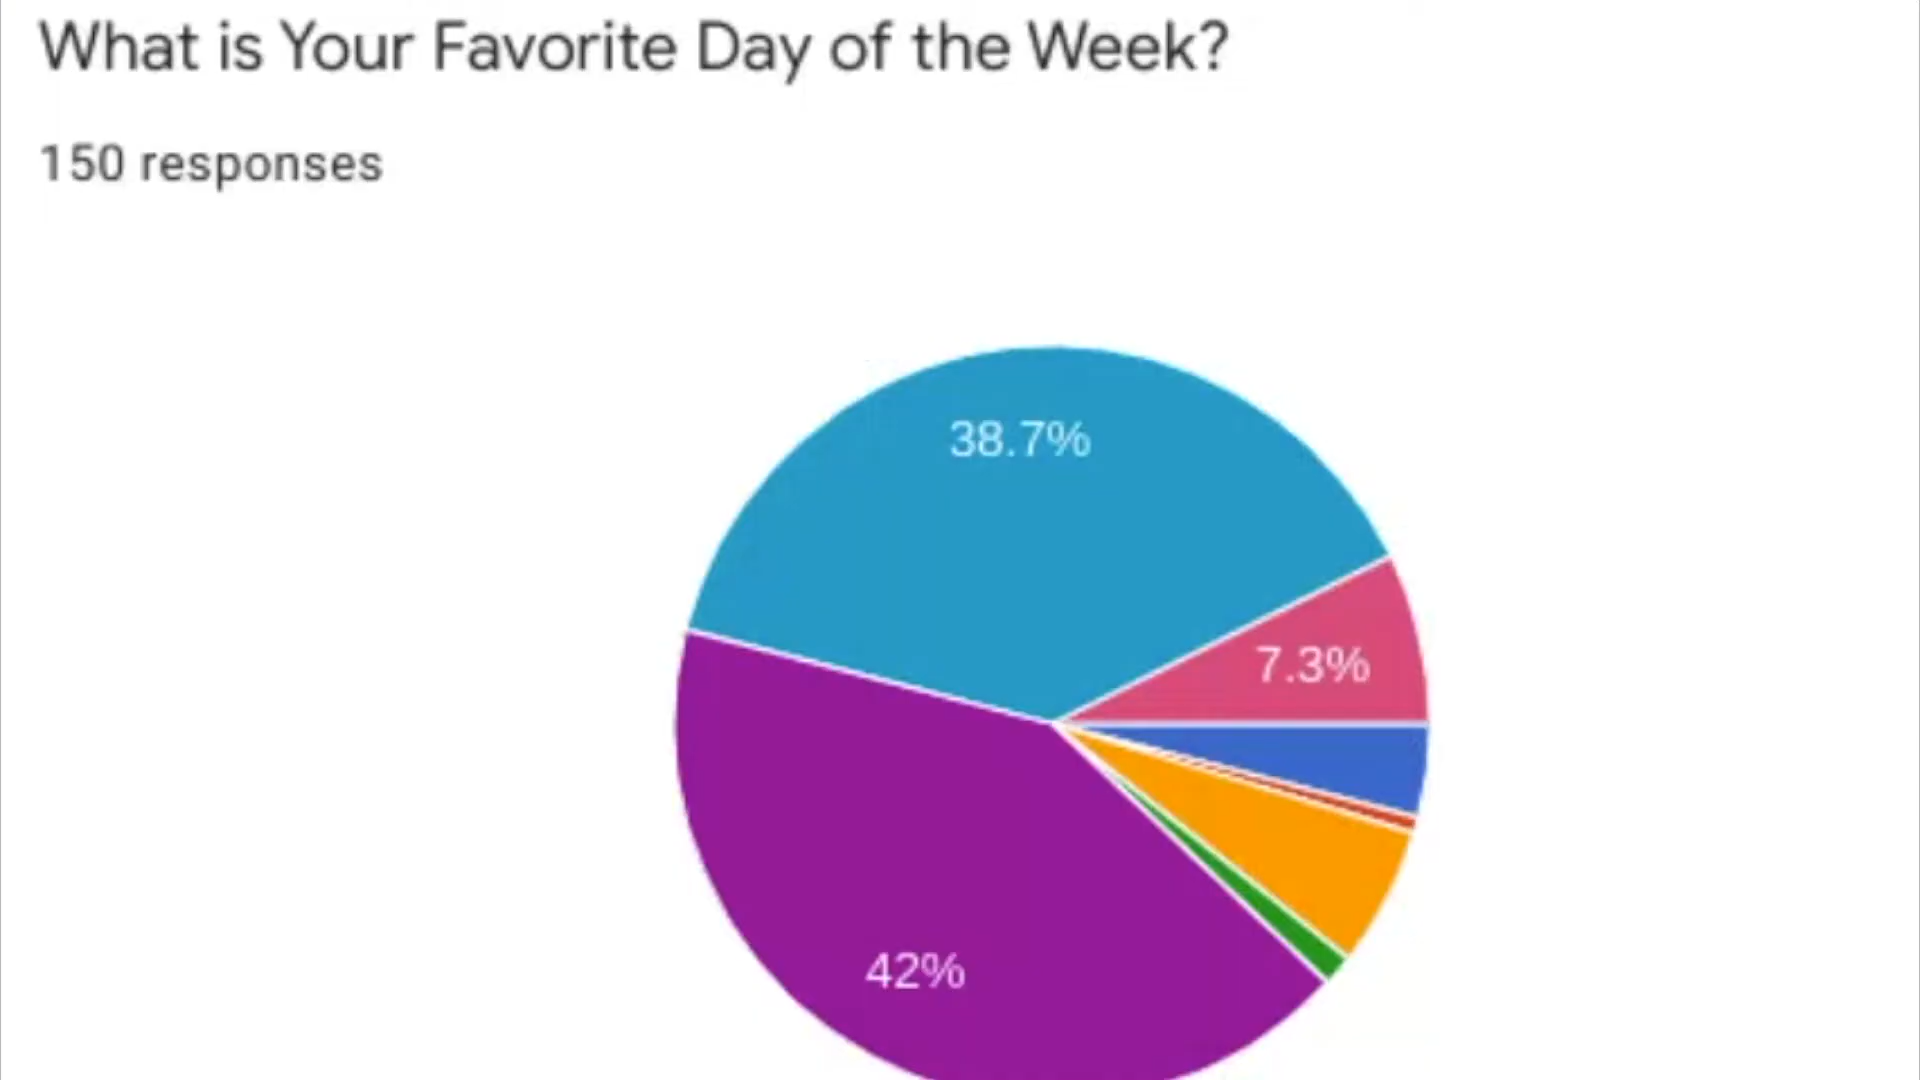 What is Your Favorite Day of the Week?
150 responses
38.7%
7.3%
42%